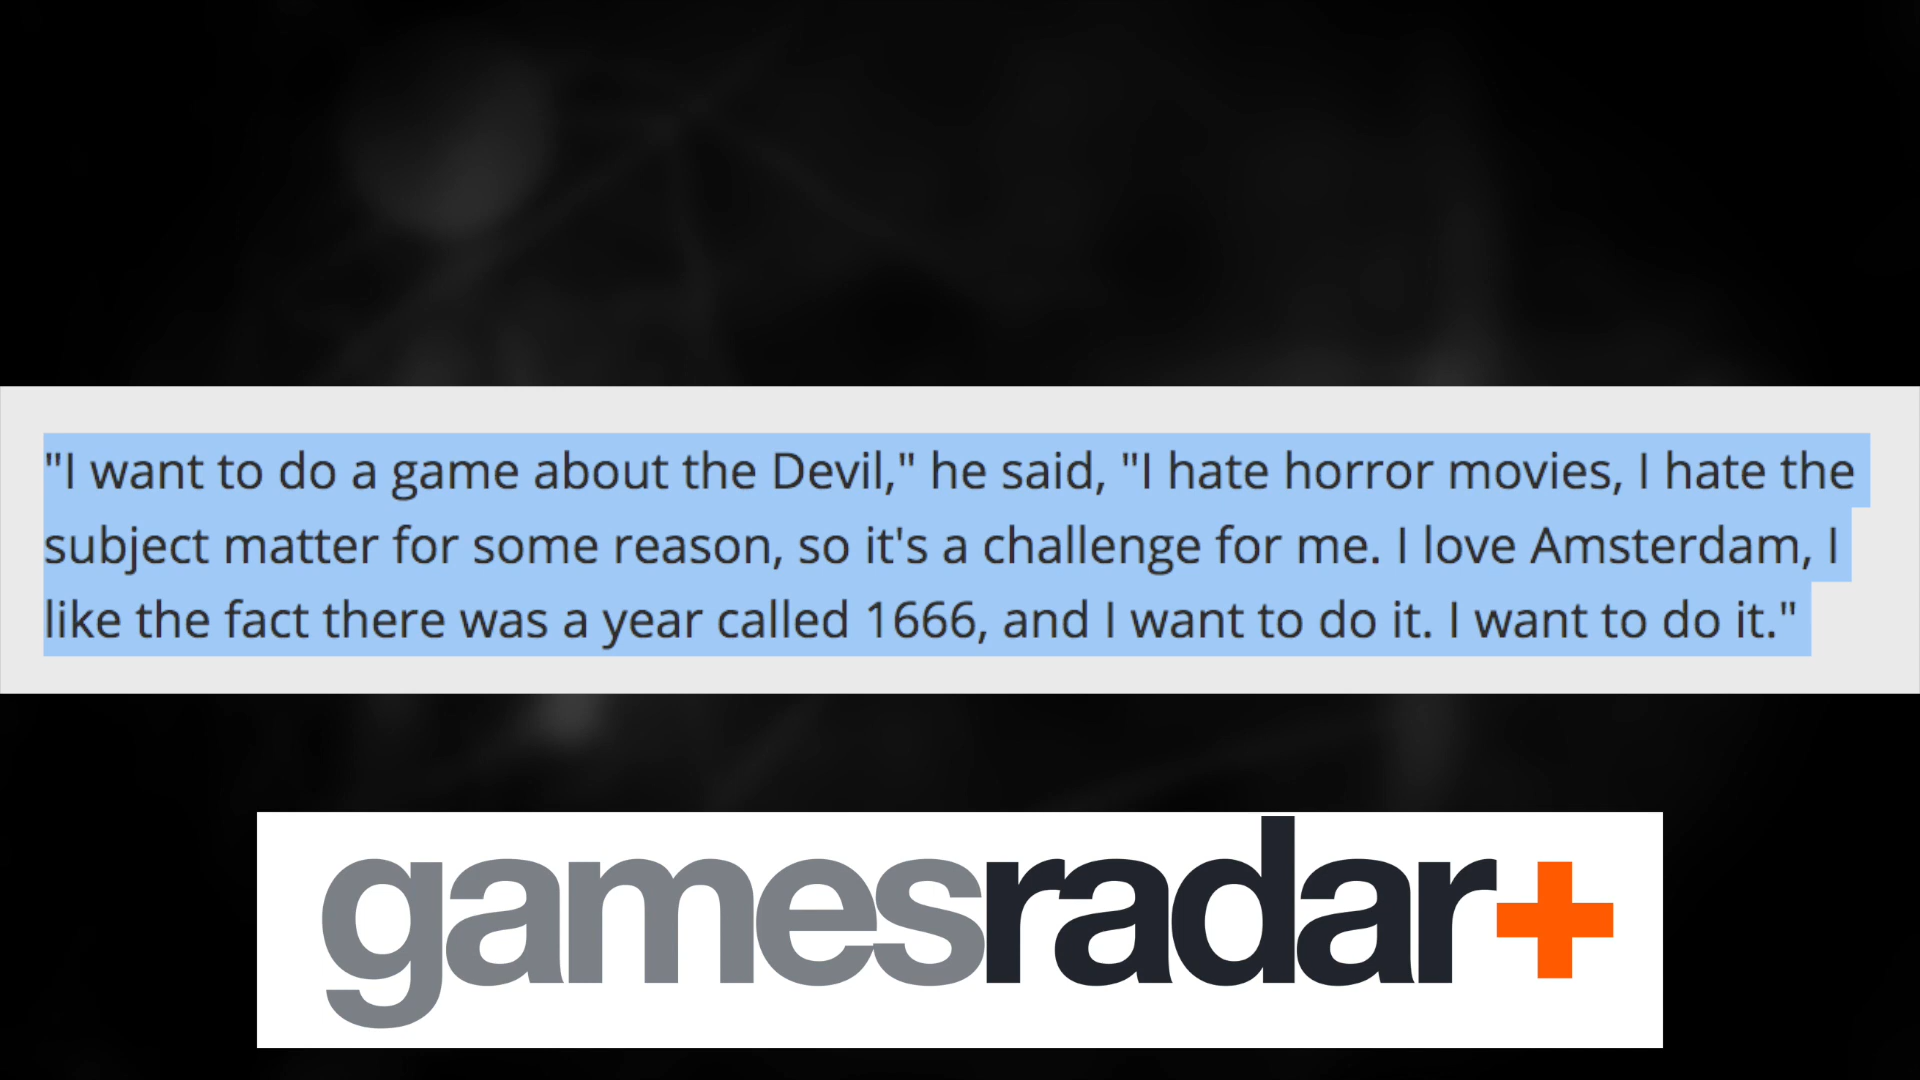 "I want to do a game about the Devil," he said, "I hate horror movies, I hate the
subject matter for some reason, so it's a challenge for me. I love Amsterdam, I
like the fact there was a year called 1666, and I want to do it. I want to do it."
gamesradar+